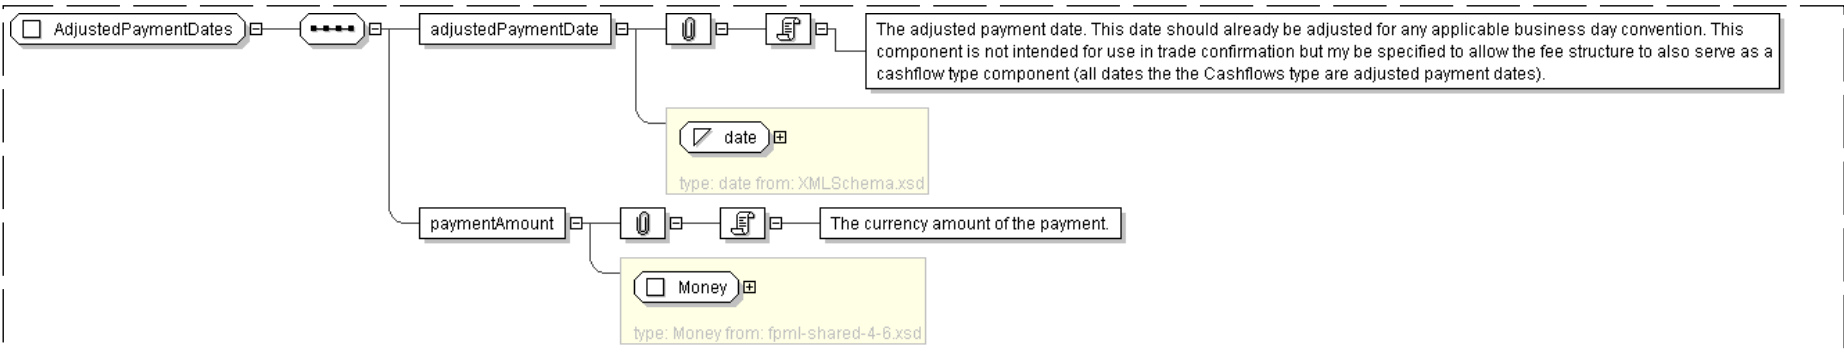 AdjustedPaymentDates
adjustedPaymentDate
The adjusted payment date. This date should already be adjusted for any applicable business day convention. This
component is not intended for use in trade confirmation but my be specified to allow the fee structure to also serve as a
cashflow type component (all dates the the Cashflows type are adjusted payment dates).
date
type: date from: XMLSchema.xsd
paymentAmount
The currency amount of the payment.
Money
type: Money from: fpml-shared-4-6.xsd